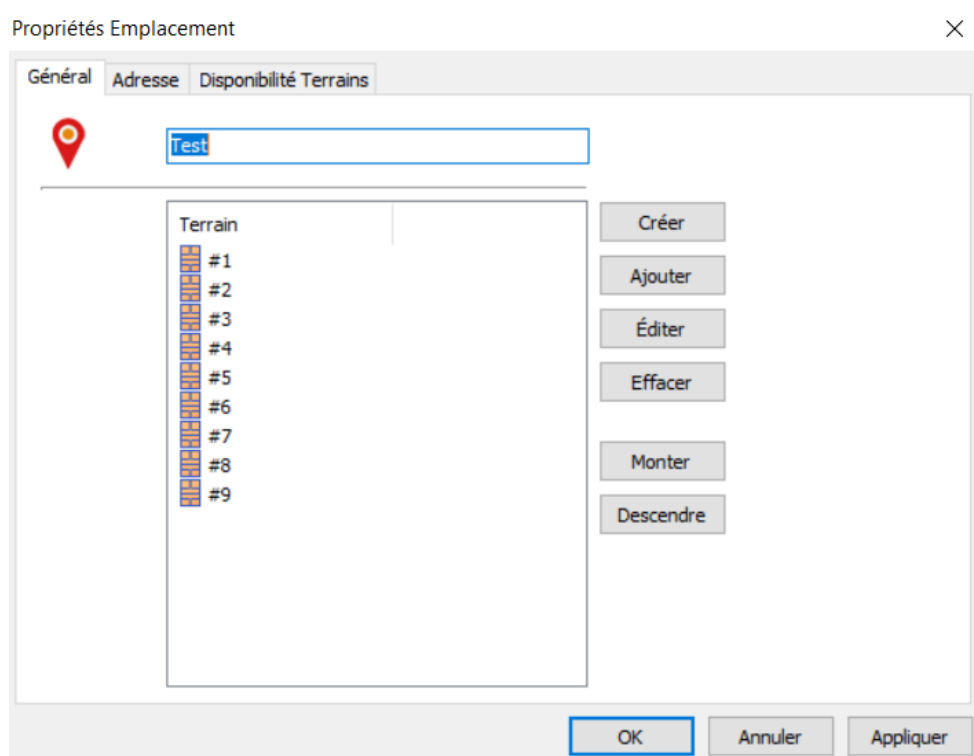 Propriétés Emplacement
Général Adresse Disponibilité Terrains
Test
Terrain
#1
#2
#3
#4
#5
#6
#7
#8
#9
Créer
Ajouter
Éditer
Effacer
Monter
Descendre
OK Annuler Appliquer